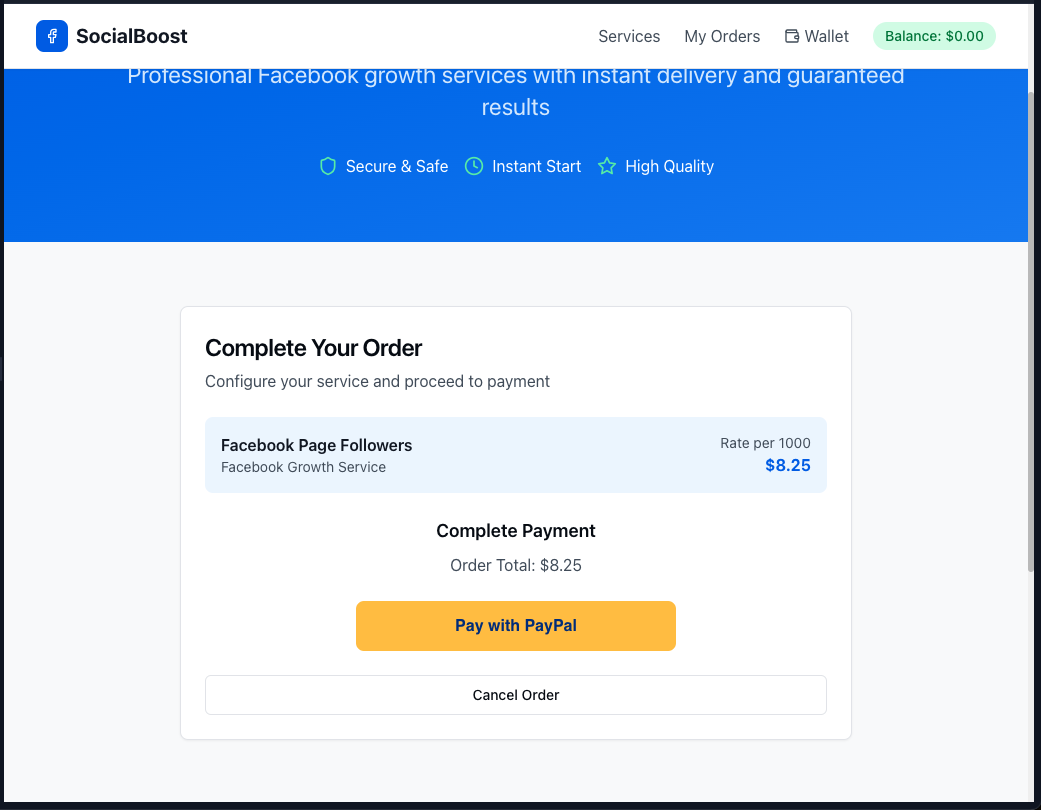 SocialBoost
Services
My Orders
Wallet
Balance: $0.00
Professional Facebook growth services with instant delivery and guaranteed
results
Secure & Safe
Instant Start
High Quality
Complete Your Order
Configure your service and proceed to payment
Facebook Page Followers
Facebook Growth Service
Rate per 1000
$8.25
Complete Payment
Order Total: $8.25
Pay with PayPal
Cancel Order